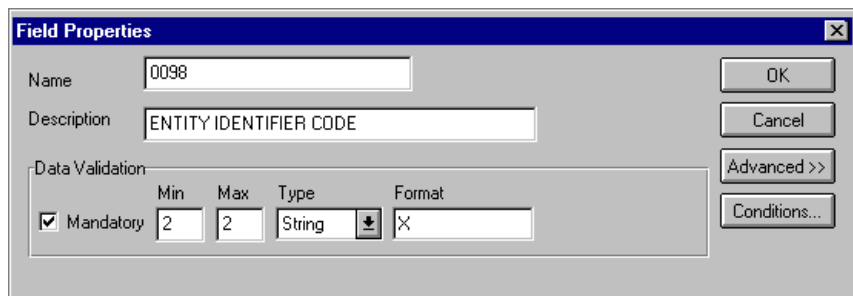 Field Properties
Name 0098 OK
Description ENTITY IDENTIFIER CODE Cancel
Data Validation Advanced >>
Min Max Type Format
Mandatory 2 2 String X Conditions...